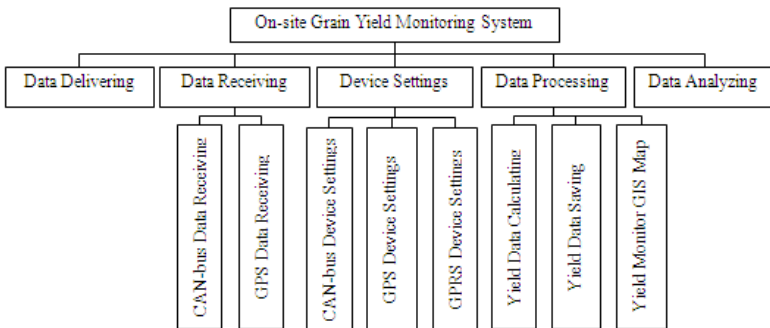 On-site Grain Yield Monitoring System
Data Delivering
Data Receiving
Device Settings
Data Processing
Data Analyzing
CAN-bus Data Receiving
GPS Data Receiving
CAN-bus Device Settings
GPS Device Settings
GPRS Device Settings
Yield Data Calculating
Yield Data Saving
Yield Monitor GIS Map